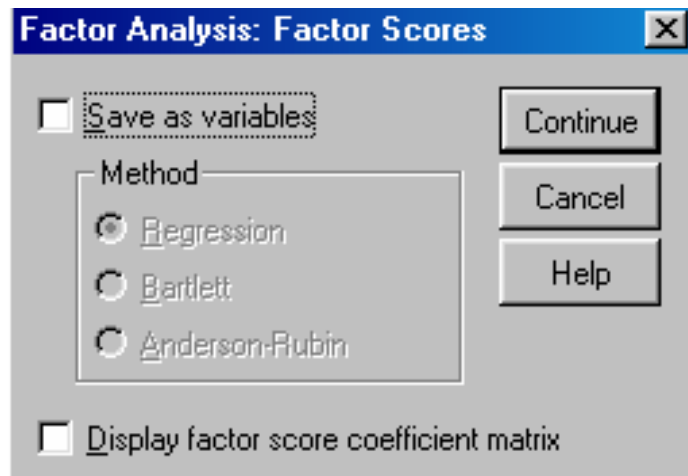 Factor Analysis: Factor Scores
Save as variables
Continue
Method
Cancel
Regression
Bartlett
Help
Anderson-Rubin
Display factor score coefficient matrix